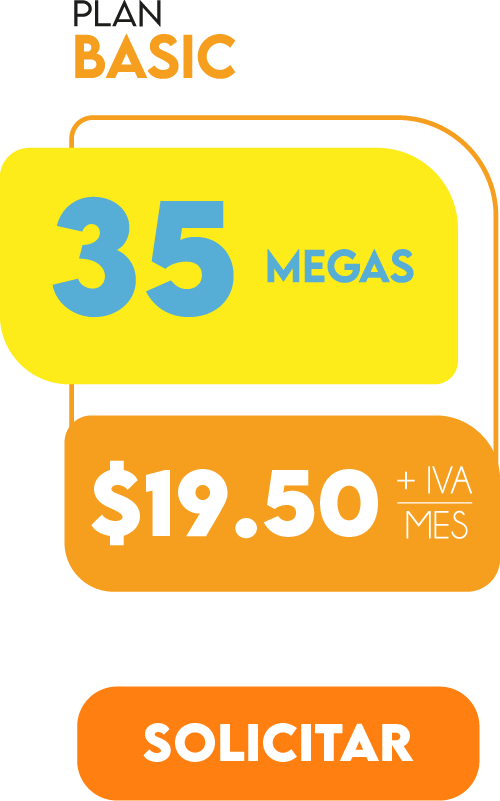 PLAN
BASIC
35 MEGAS
$19.50 + IVA
MES
SOLICITAR